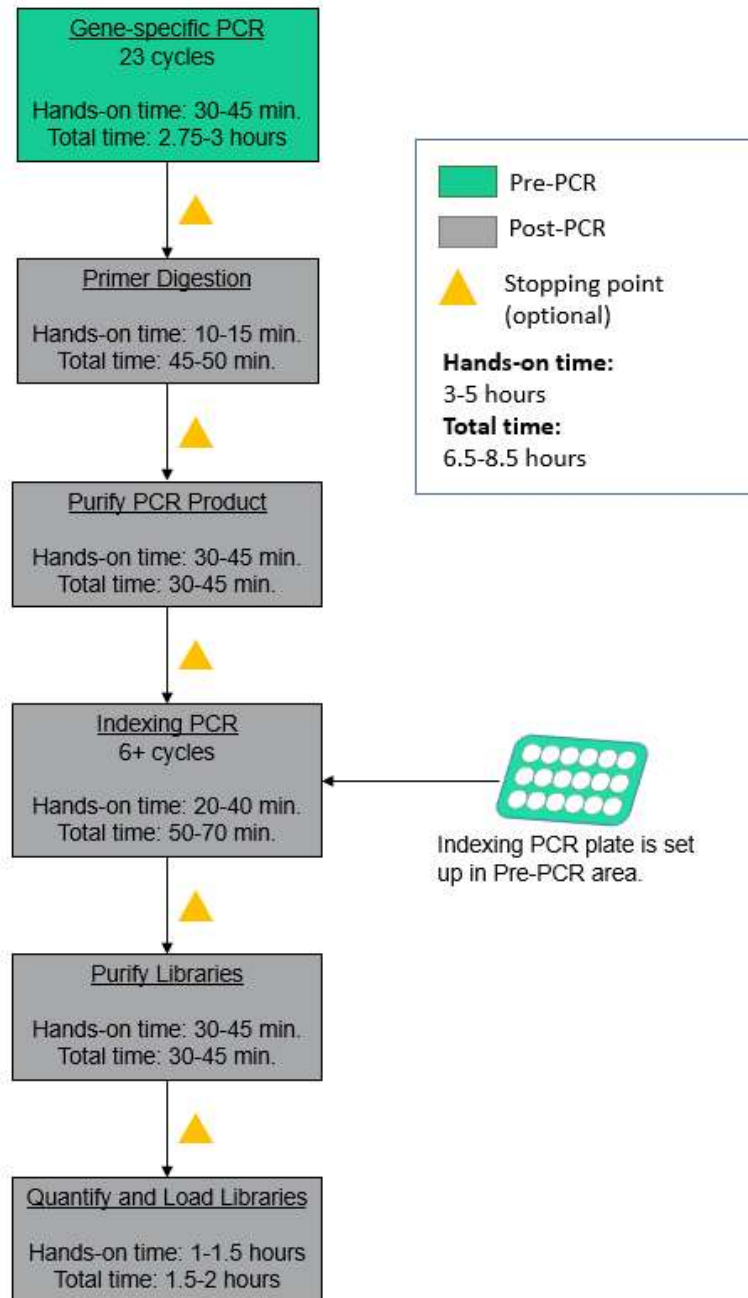 Gene-specific PCR
23 cycles
Hands-on time: 30-45 min.
Total time: 2.75-3 hours
Pre-PCR
Post-PCR
Stopping point
(optional)
Hands-on time:
3-5 hours
Total time:
6.5-8.5 hours
Primer Digestion
Hands-on time: 10-15 min.
Total time: 45-50 min.
Purify PCR Product
Hands-on time: 30-45 min.
Total time: 30-45 min.
Indexing PCR
6+ cycles
Hands-on time: 20-40 min.
Total time: 50-70 min.
Indexing PCR plate is set
up in Pre-PCR area.
Purify Libraries
Hands-on time: 30-45 min.
Total time: 30-45 min.
Quantify and Load Libraries
Hands-on time: 1-1.5 hours
Total time: 1.5-2 hours